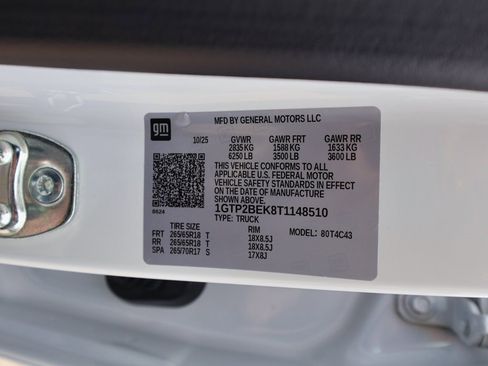 MFD BY GENERAL MOTORS LLC
gm
10/25 GVWR GAWR FRT GAWR RR
2835 KG 1588 KG 1633 KG
6250 LB 3500 LB 3600 LB
THIS VEHICLE CONFORMS TO ALL
APPLICABLE U.S. FEDERAL MOTOR
VEHICLE SAFETY STANDARDS IN EFFECT
ON THE DATE OF MANUFACTURE
SHOWN ABOVE.
B624 1GTP2BEK8T1148510
TYPE: TRUCK
TIRE SIZE RIM MODEL: 80T4C43
FRT 265/65R18 T 18X8.5J
RR 265/65R18 T 18X8.5J
SPA 265/70R17 S 17X8J